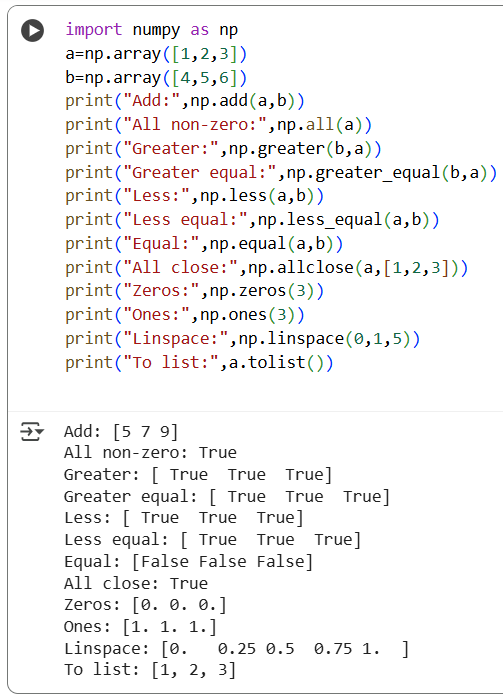 import numpy as np
a=np.array([1,2,3])
b=np.array([4,5,6])
print("Add:",np.add(a,b))
print("All non-zero:",np.all(a))
print("Greater:",np.greater(b,a))
print("Greater equal:",np.greater_equal(b,a))
print("Less:",np.less(a,b))
print("Less equal:",np.less_equal(a,b))
print("Equal:",np.equal(a,b))
print("All close:",np.allclose(a,[1,2,3]))
print("Zeros:",np.zeros(3))
print("Ones:",np.ones(3))
print("Linspace:",np.linspace(0,1,5))
print("To list:",a.tolist())
Add: [5 7 9]
All non-zero: True
Greater: [ True  True  True]
Greater equal: [ True  True  True]
Less: [ True  True  True]
Less equal: [ True  True  True]
Equal: [False False False]
All close: True
Zeros: [0. 0. 0.]
Ones: [1. 1. 1.]
Linspace: [0.   0.25 0.5  0.75 1.  ]
To list: [1, 2, 3]